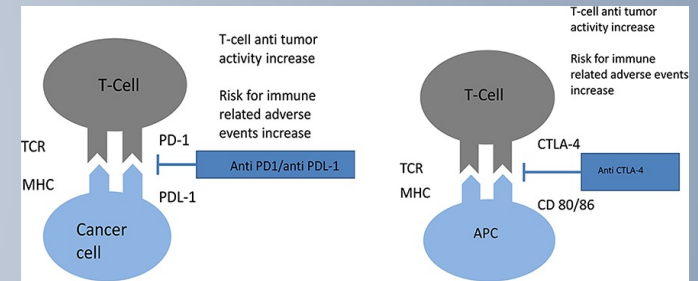 T-cell anti tumor
activity increase
Risk for immune
related adverse
events increase
T-Cell
TCR
PD-1
Anti PD1/anti PDL-1
MHC
PDL-1
Cancer
cell
T-cell anti tumor
activity increase
Risk for immune
related adverse events
increase
T-Cell
CTLA-4
TCR
Anti CTLA-4
MHC
CD 80/86
APC